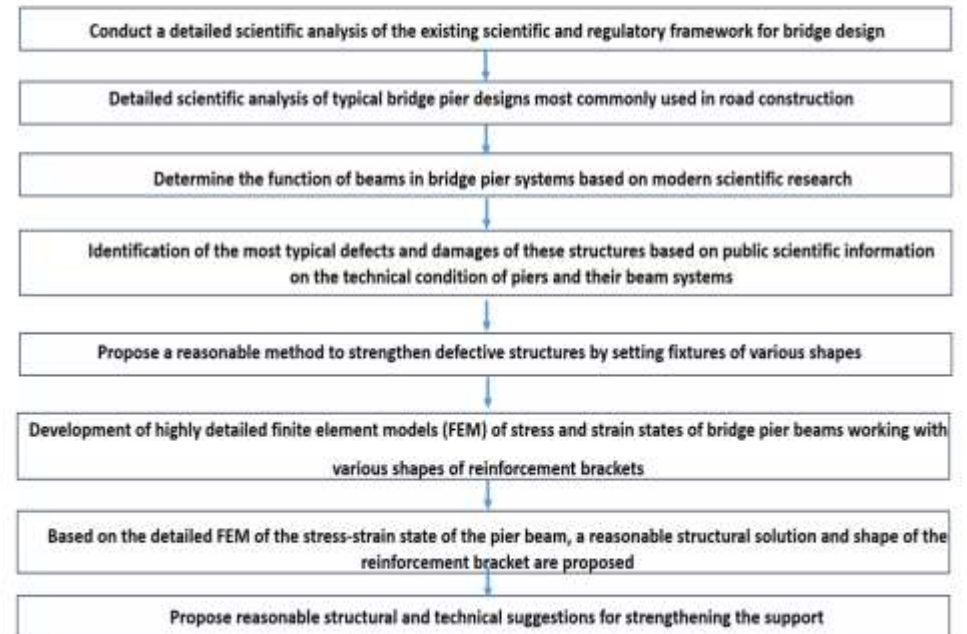 Conduct a detailed scientific analysis of the existing scientific and regulatory framework for bridge design
Detailed scientific analysis of typical bridge pier designs most commonly used in road construction
Determine the function of beams in bridge pier systems based on modern scientific research
Identification of the most typical defects and damages of these structures based on public scientific information
on the technical condition of piers and their beam systems
Propose a reasonable method to strengthen defective structures by setting fixtures of various shapes
Development of highly detailed finite element models (FEM) of stress and strain states of bridge pier beams working with
various shapes of reinforcement brackets
Based on the detailed FEM of the stress-strain state of the pier beam, a reasonable structural solution and shape of the
reinforcement bracket are proposed
Propose reasonable structural and technical suggestions for strengthening the support